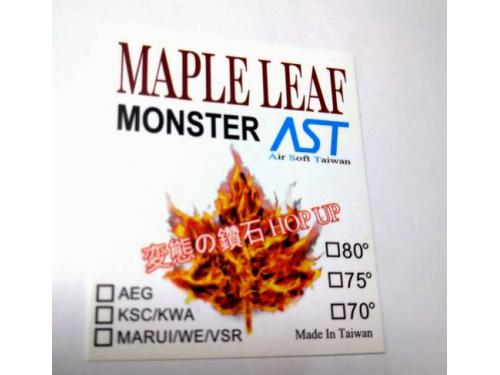 MAPLE LEAF
MONSTER AST
Air Soft Taiwan
変態の鑽石 HOP UP
□80°
□AEG □75°
□KSC/KWA □70°
□MARUI/WE/VSR Made In Taiwan